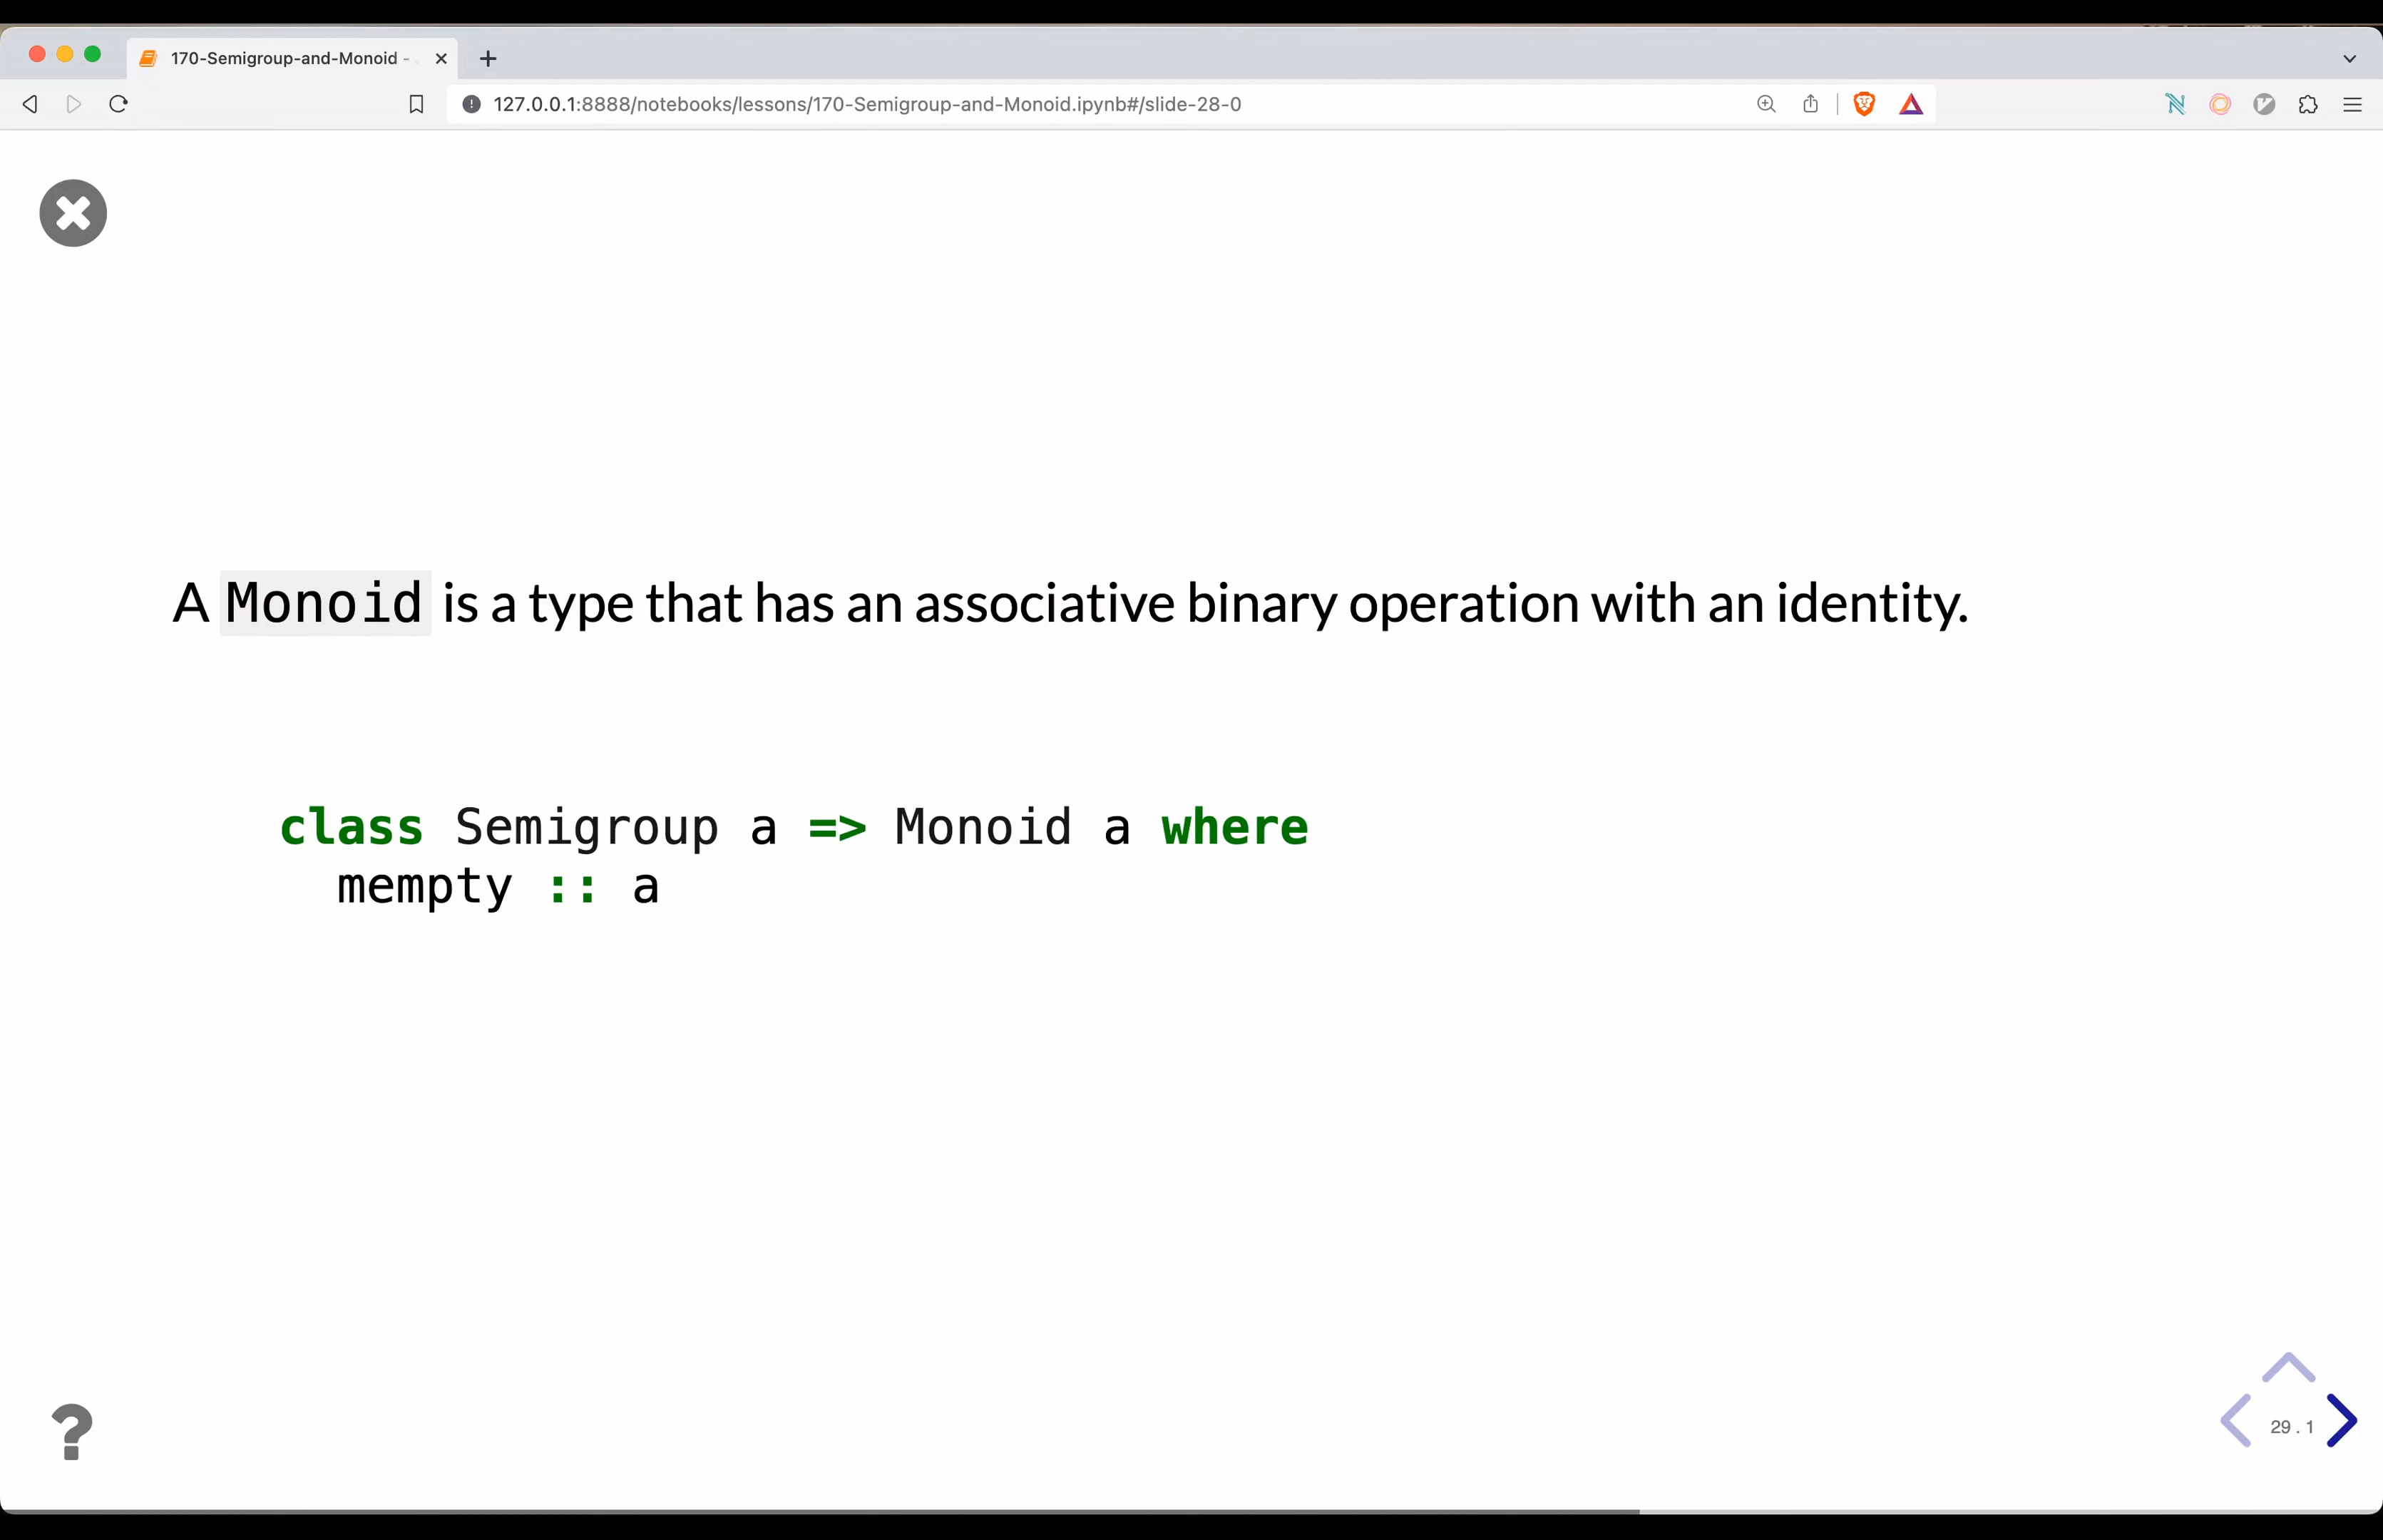 170-Semigroup-and-Monoid -
127.0.0.1:8888/notebooks/lessons/170-Semigroup-and-Monoid.ipynb#/slide-28-0
A Monoid is a type that has an associative binary operation with an identity.
class Semigroup a => Monoid a where
mempty :: a
?
29 . 1